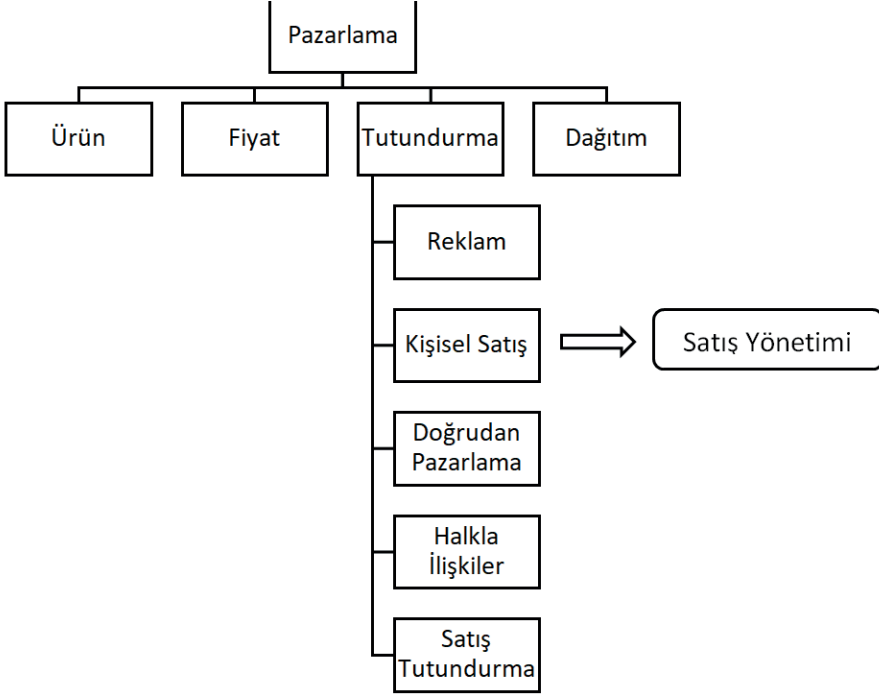 Pazarlama
Ürün
Fiyat
Tutundurma
Dağıtım
Reklam
Kişisel Satış
Satış Yönetimi
Doğrudan
Pazarlama
Halkla
İlişkiler
Satış
Tutundurma